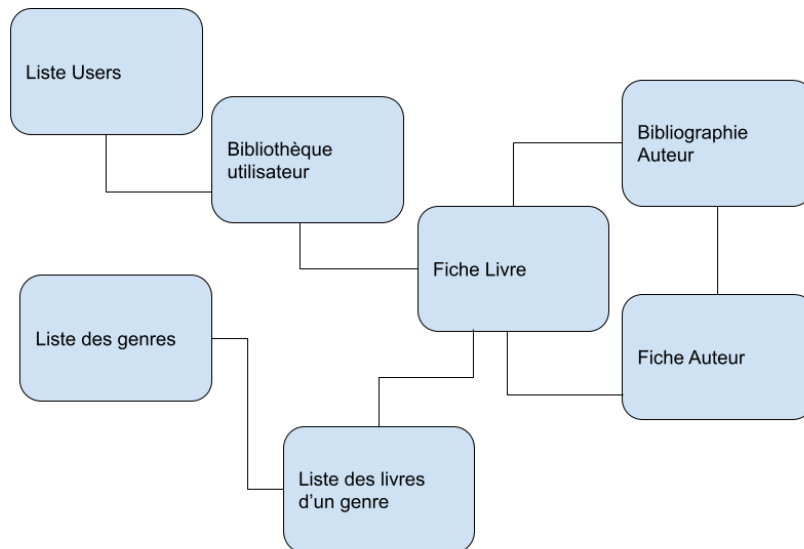 Liste Users
Bibliothèque
utilisateur
Bibliographie
Auteur
Fiche Livre
Liste des genres
Fiche Auteur
Liste des livres
d'un genre